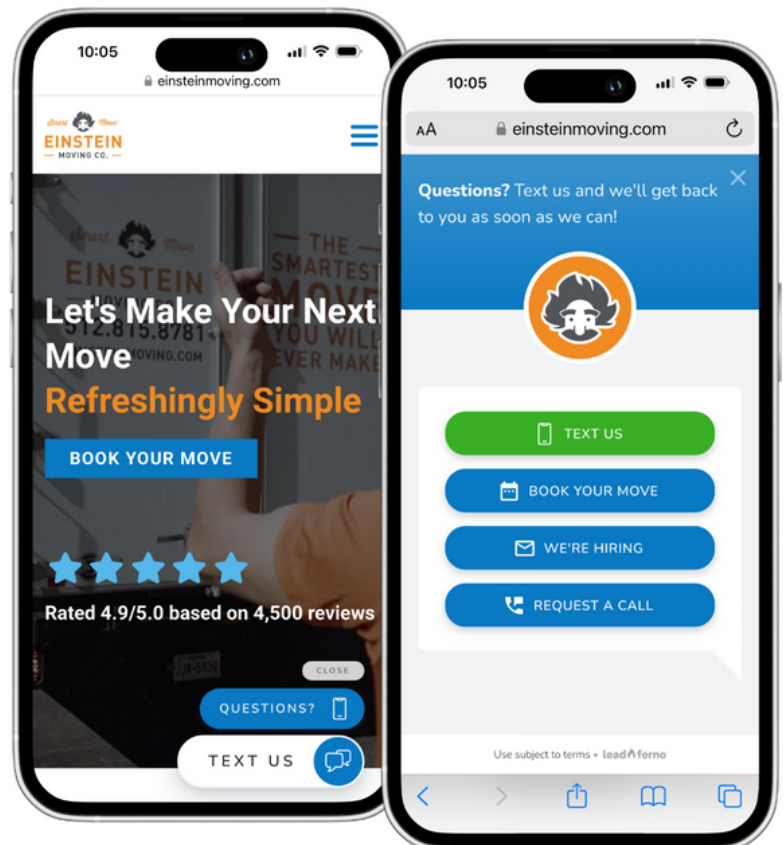 10:05
einsteinmoving.com
Smart Move
EINSTEIN
— MOVING CO. —
Smart Move
EINSTEIN
512.815.8781
MOVING.COM
— THE —
SMARTEST
MOVE
YOU WILL
EVER MAKE
Let's Make Your Next
Move
Refreshingly Simple
BOOK YOUR MOVE
Rated 4.9/5.0 based on 4,500 reviews
CLOSE
QUESTIONS?
TEXT US
10:05
AA
einsteinmoving.com
Questions? Text us and we'll get back
to you as soon as we can!
TEXT US
BOOK YOUR MOVE
WE'RE HIRING
REQUEST A CALL
Use subject to terms • leadferno